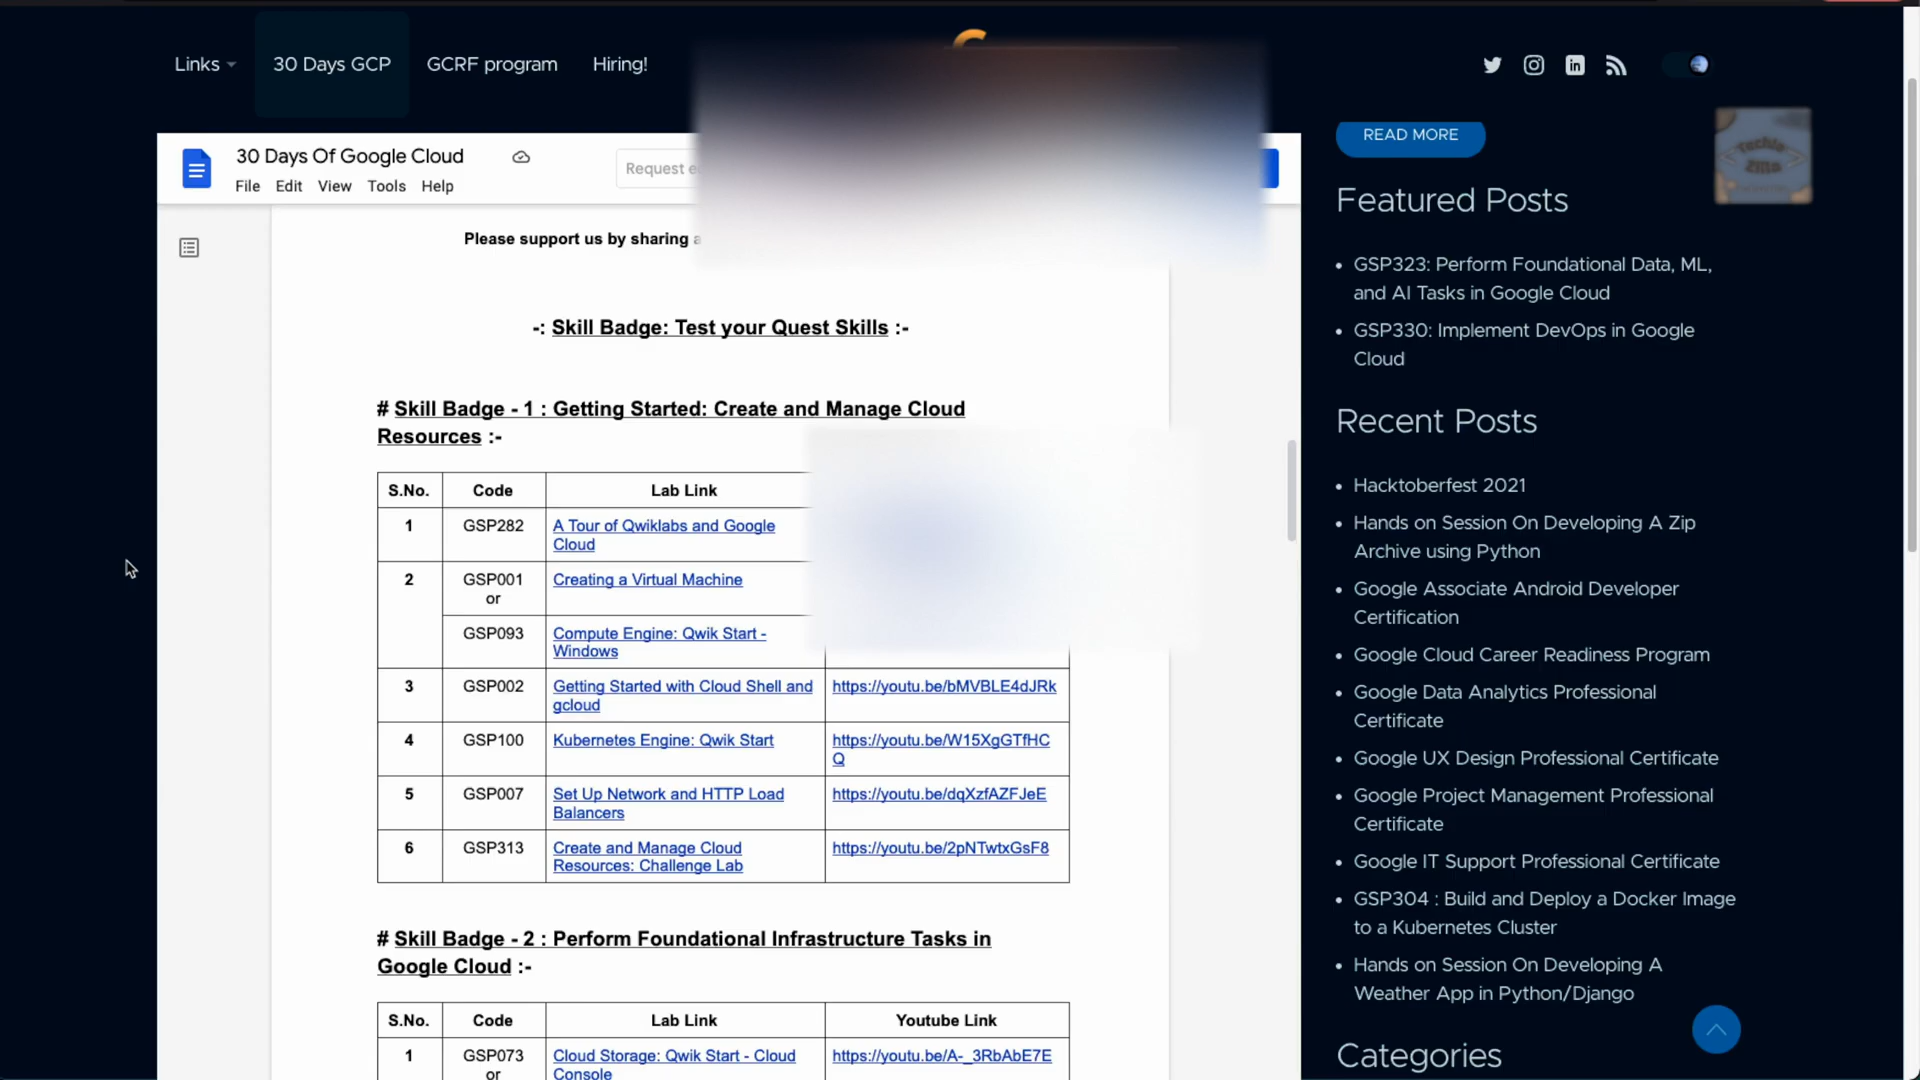 Links
30 Days GCP
GCRF program
Hiring!
30 Days Of Google Cloud
File Edit View Tools Help
Request
Please support us by sharing
-: Skill Badge: Test your Quest Skills :-
# Skill Badge - 1 : Getting Started: Create and Manage Cloud
Resources :-
S.No. Code Lab Link
1 GSP282 A Tour of Qwiklabs and Google
Cloud
2 GSP001 Creating a Virtual Machine
or
GSP093 Compute Engine: Qwik Start -
Windows
3 GSP002 Getting Started with Cloud Shell and https://youtu.be/bMVBLE4dJRk
gcloud
4 GSP100 Kubernetes Engine: Qwik Start https://youtu.be/W15XgGTfHC
Q
5 GSP007 Set Up Network and HTTP Load https://youtu.be/dqXzfAZFJeE
Balancers
6 GSP313 Create and Manage Cloud https://youtu.be/2pNTwtxGsF8
Resources: Challenge Lab
# Skill Badge - 2 : Perform Foundational Infrastructure Tasks in
Google Cloud :-
S.No. Code Lab Link Youtube Link
1 GSP073 Cloud Storage: Qwik Start - Cloud https://youtu.be/A-_3RbAbE7E
or Console
READ MORE
Techie
Zilla
Featured Posts
GSP323: Perform Foundational Data, ML,
and AI Tasks in Google Cloud
GSP330: Implement DevOps in Google
Cloud
Recent Posts
Hacktoberfest 2021
Hands on Session On Developing A Zip
Archive using Python
Google Associate Android Developer
Certification
Google Cloud Career Readiness Program
Google Data Analytics Professional
Certificate
Google UX Design Professional Certificate
Google Project Management Professional
Certificate
Google IT Support Professional Certificate
GSP304 : Build and Deploy a Docker Image
to a Kubernetes Cluster
Hands on Session On Developing A
Weather App in Python/Django
Categories